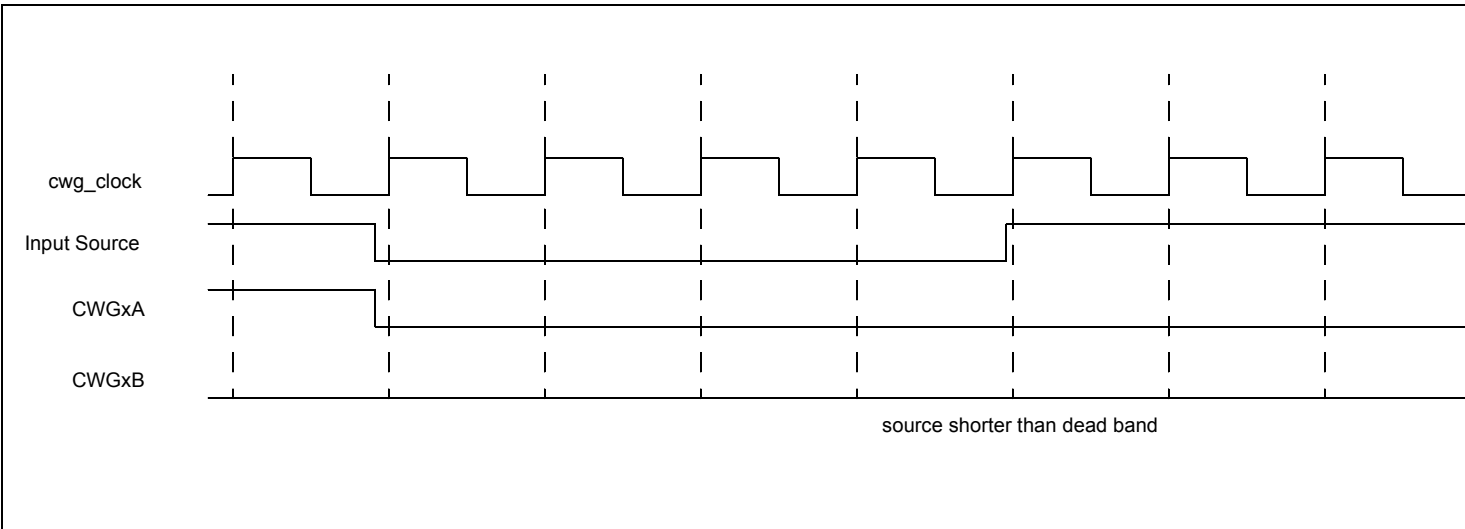 cwg_clock
Input Source
CWGxA
CWGxB
source shorter than dead band